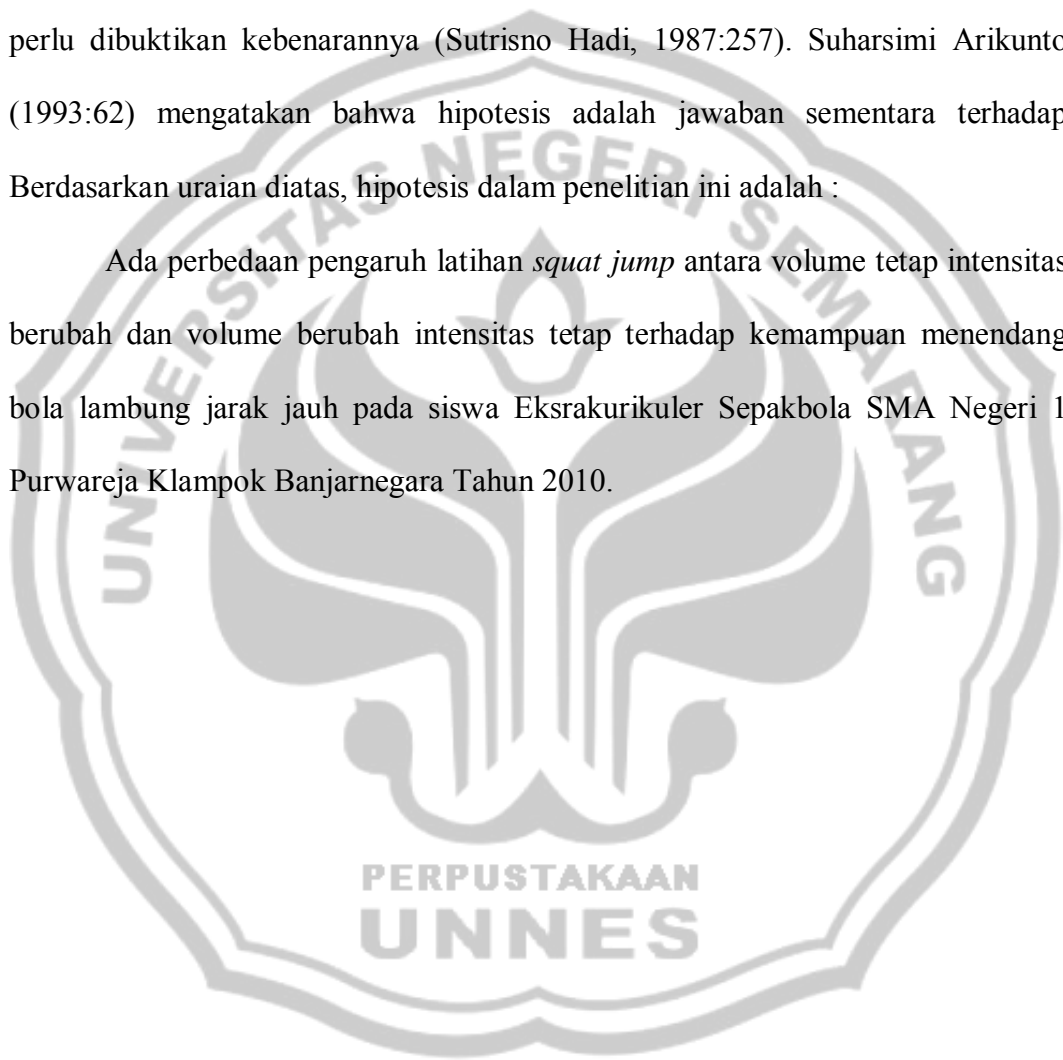 perlu dibuktikan kebenarannya (Sutrisno Hadi, 1987:257). Suharsimi Arikunto
(1993:62) mengatakan bahwa hipotesis adalah jawaban sementara terhadap
Berdasarkan uraian diatas, hipotesis dalam penelitian ini adalah :
Ada perbedaan pengaruh latihan squat jump antara volume tetap intensitas
berubah dan volume berubah intensitas tetap terhadap kemampuan menendang
bola lambung jarak jauh pada siswa Eksrakurikuler Sepakbola SMA Negeri 1
Purwareja Klampok Banjarnegara Tahun 2010.
UNIVERSITAS NEGERI SEMARANG
PERPUSTAKAAN
UNNES